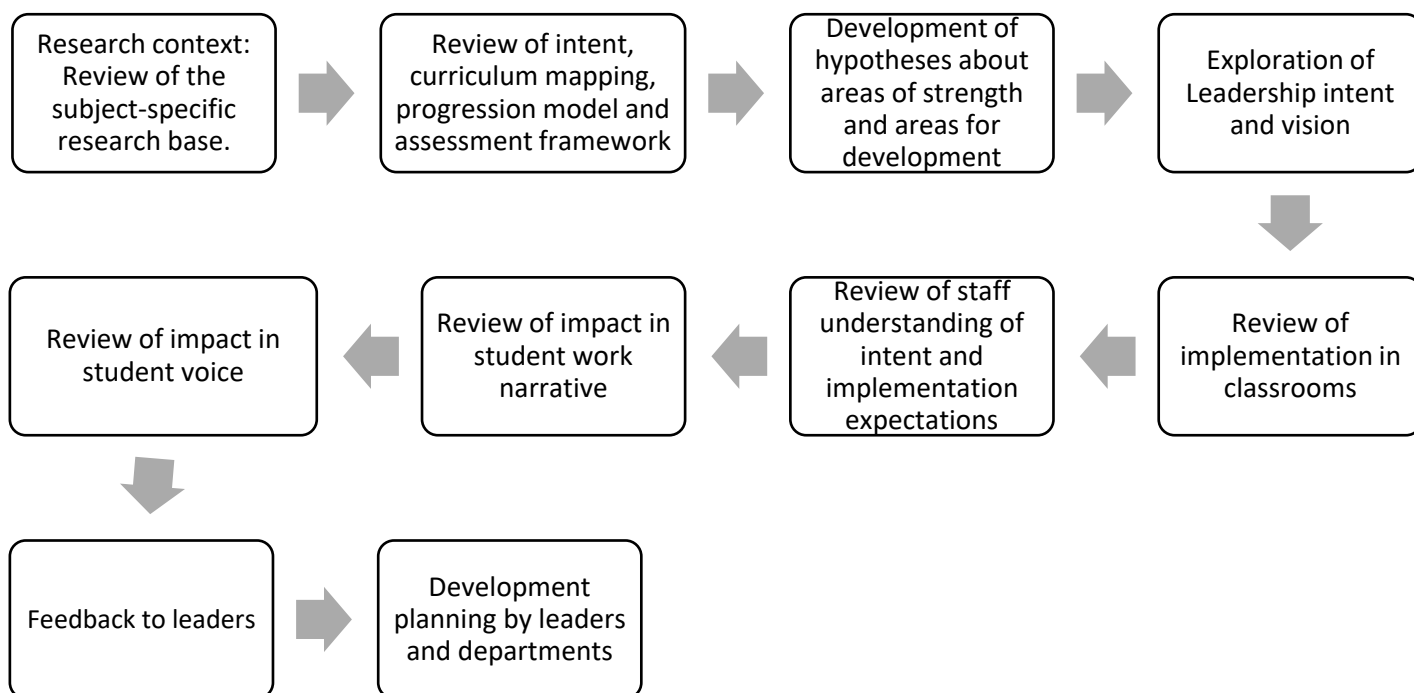 Research context:
Review of the
subject-specific
research base.
Review of intent,
curriculum mapping,
progression model and
assessment framework
Development of
hypotheses about
areas of strength
and areas for
development
Exploration of
Leadership intent
and vision
Review of
implementation in
classrooms
Review of staff
understanding of
intent and
implementation
expectations
Review of impact in
student work
narrative
Review of impact in
student voice
Feedback to leaders
Development
planning by leaders
and departments